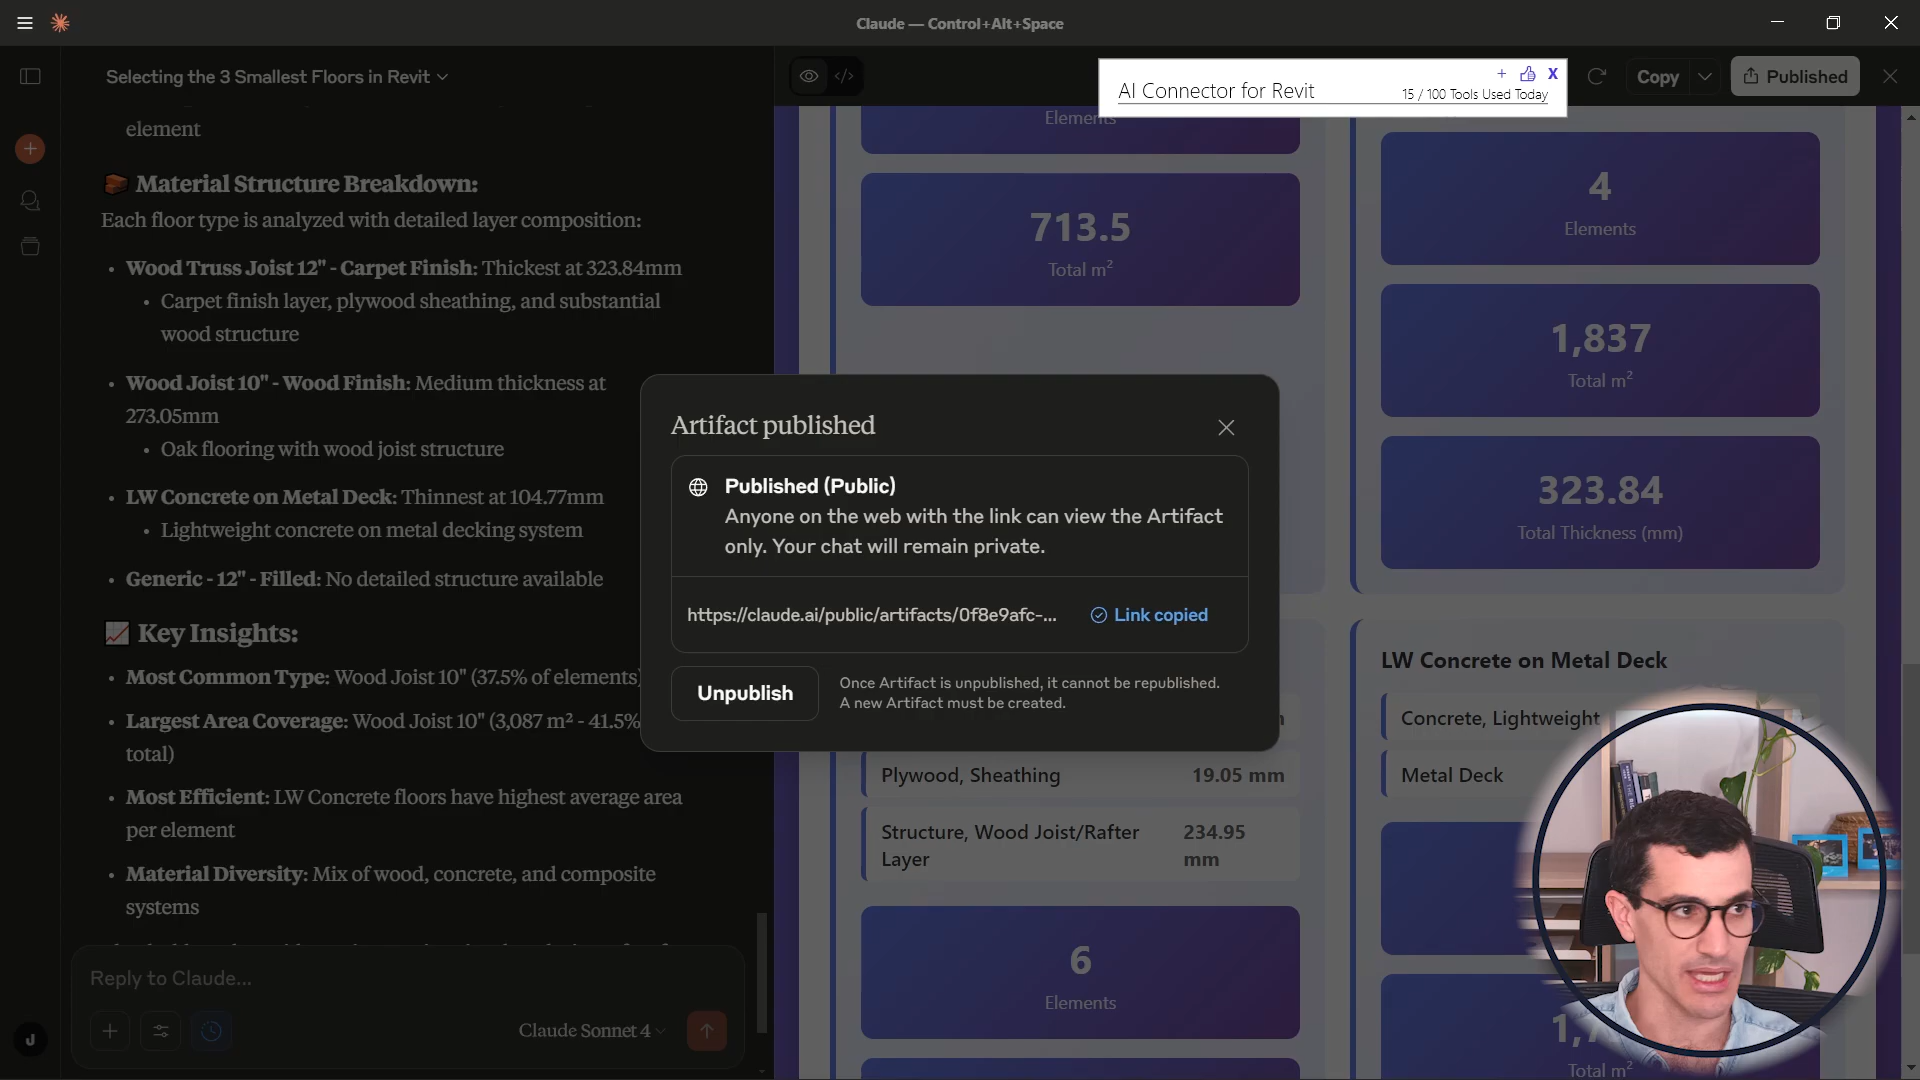 Claude — Control+Alt+Space
Selecting the 3 Smallest Floors in Revit
AI Connector for Revit
+ X
15 / 100 Tools Used Today
Copy
Published
element
Material Structure Breakdown:
Each floor type is analyzed with detailed layer composition:
• Wood Truss Joist 12" - Carpet Finish: Thickest at 323.84mm
• Carpet finish layer, plywood sheathing, and substantial
wood structure
• Wood Joist 10" - Wood Finish: Medium thickness at
273.05mm
• Oak flooring with wood joist structure
• LW Concrete on Metal Deck: Thinnest at 104.77mm
• Lightweight concrete on metal decking system
• Generic - 12" - Filled: No detailed structure available
Key Insights:
• Most Common Type: Wood Joist 10" (37.5% of elements)
• Largest Area Coverage: Wood Joist 10" (3,087 m² - 41.5%
total)
• Most Efficient: LW Concrete floors have highest average area
per element
• Material Diversity: Mix of wood, concrete, and composite
systems
Reply to Claude...
Claude Sonnet 4
J
Artifact published
Published (Public)
Anyone on the web with the link can view the Artifact
only. Your chat will remain private.
https://claude.ai/public/artifacts/0f8e9afc-...
Link copied
Unpublish
Once Artifact is unpublished, it cannot be republished.
A new Artifact must be created.
Elements
713.5
Total m²
Plywood, Sheathing
19.05 mm
Structure, Wood Joist/Rafter
Layer
234.95
mm
6
Elements
4
Elements
1,837
Total m²
323.84
Total Thickness (mm)
LW Concrete on Metal Deck
Concrete, Lightweight
Metal Deck
Total m²